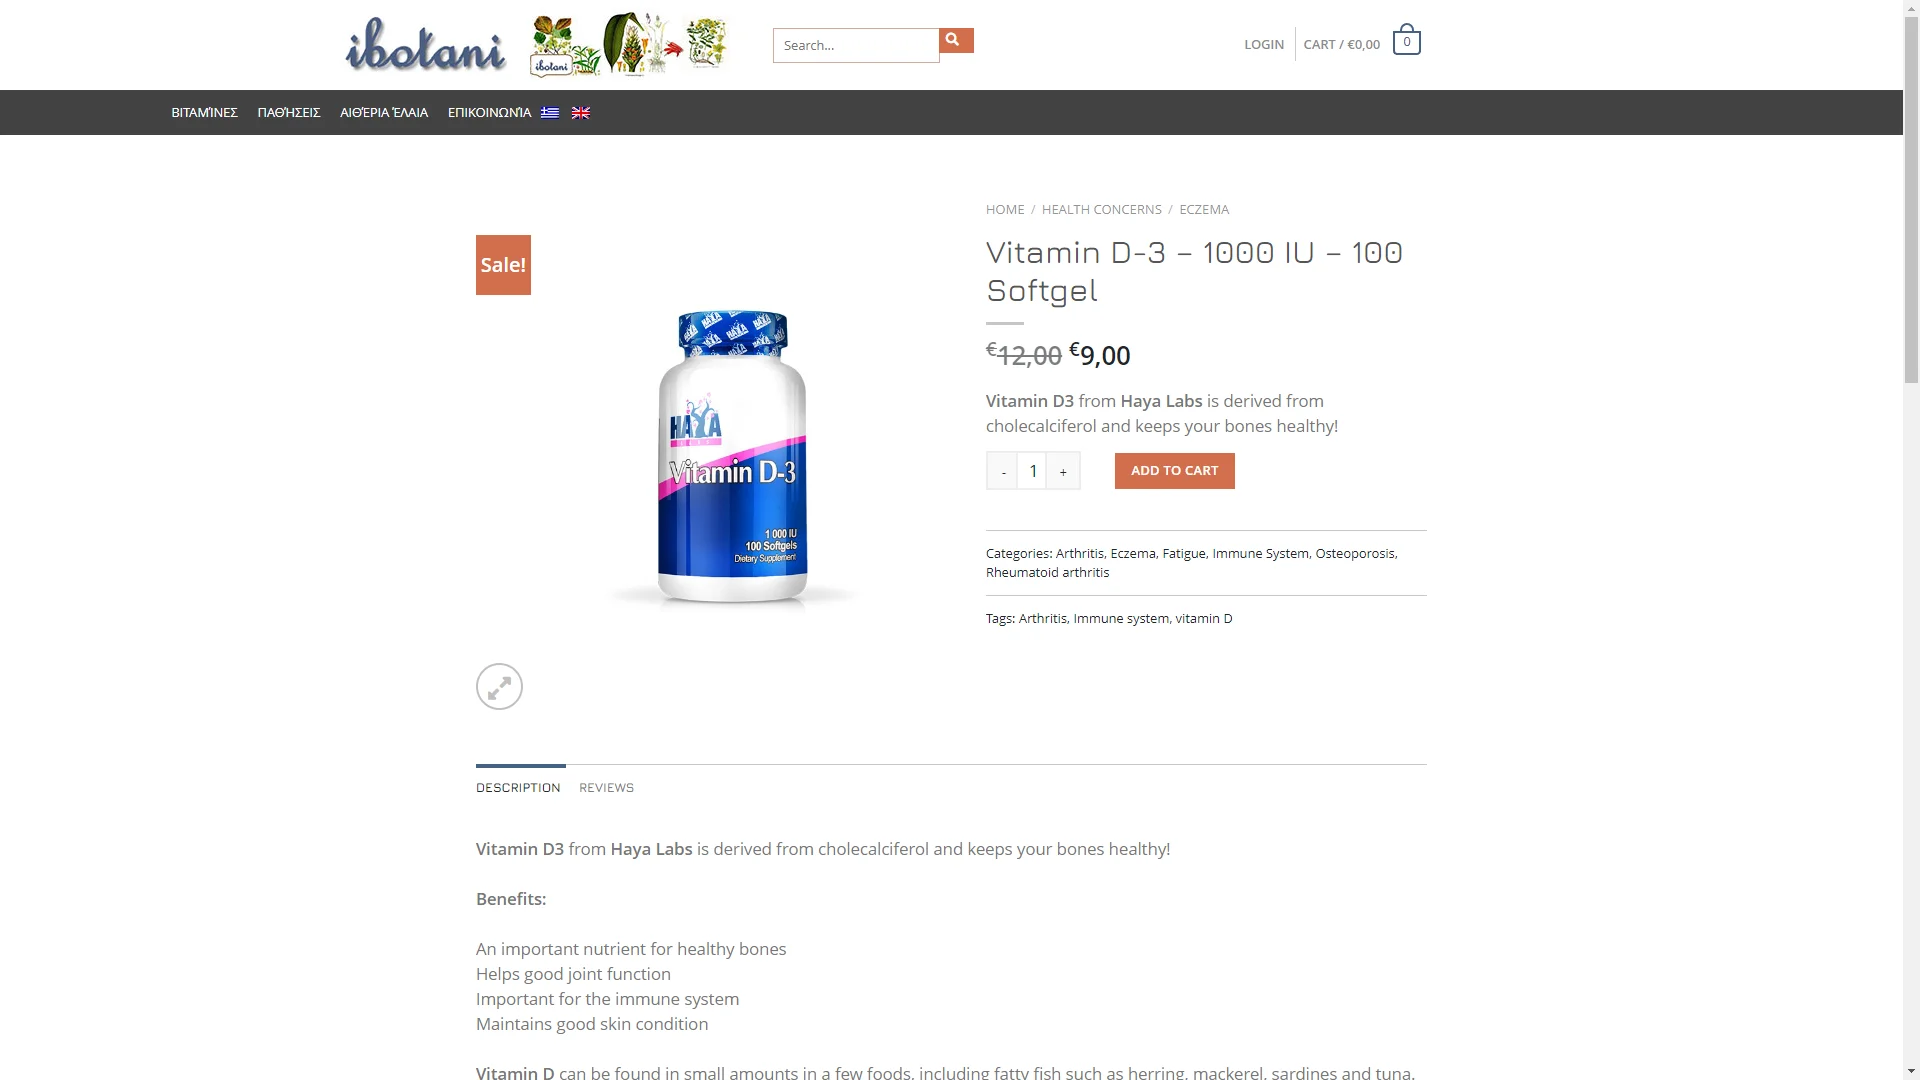 ibotani
ibotani
Search...
LOGIN
CART / €0,00
0
ΒΙΤΑΜΊΝΕΣ
ΠΑΘΉΣΕΙΣ
ΑΙΘΈΡΙΑ ΈΛΑΙΑ
ΕΠΙΚΟΙΝΩΝΊΑ
HOME / HEALTH CONCERNS / ECZEMA
Sale!
Vitamin D-3 – 1000 IU – 100
Softgel
€12,00 €9,00
HAYA
LABS
Vitamin D-3
1 000 IU
100 Softgels
Dietary Supplement
Vitamin D3 from Haya Labs is derived from
cholecalciferol and keeps your bones healthy!
- 1 +
ADD TO CART
Categories: Arthritis, Eczema, Fatigue, Immune System, Osteoporosis,
Rheumatoid arthritis
Tags: Arthritis, Immune system, vitamin D
DESCRIPTION
REVIEWS
Vitamin D3 from Haya Labs is derived from cholecalciferol and keeps your bones healthy!
Benefits:
An important nutrient for healthy bones
Helps good joint function
Important for the immune system
Maintains good skin condition
Vitamin D can be found in small amounts in a few foods, including fatty fish such as herring, mackerel, sardines and tuna.